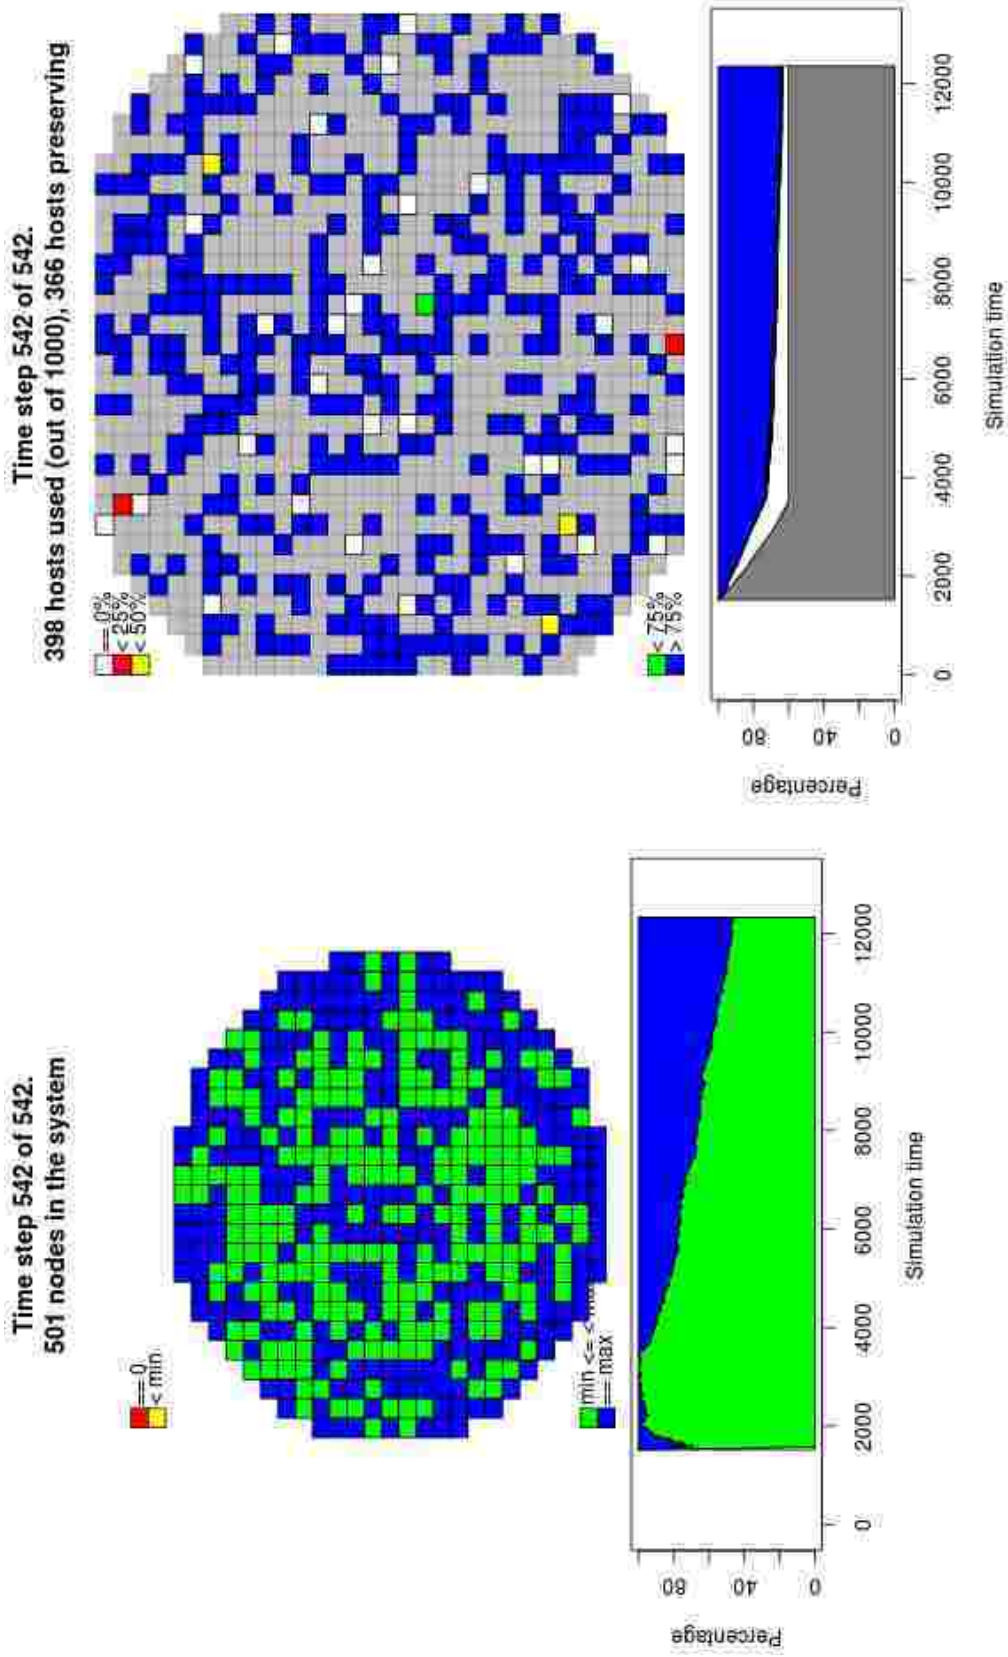 Time step 542 of 542.
501 nodes in the system
== 0
< min
min <= < 
== max
Percentage
0
40
80
0
2000
4000
6000
8000
10000
12000
Simulation time
Time step 542 of 542.
398 hosts used (out of 1000), 366 hosts preserving
== 0%
< 25%
< 50%
< 75%
> 75%
Percentage
0
40
80
0
2000
4000
6000
8000
10000
12000
Simulation time